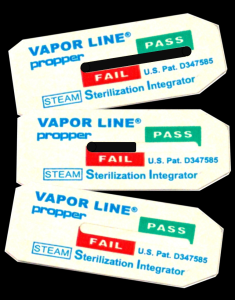 VAPOR LINE®
propper
PASS
FAIL
U.S. Pat. D347585
STEAM Sterilization Integrator
VAPOR LINE®
propper
PASS
FAIL
U.S. Pat. D347585
STEAM Sterilization Integrator
VAPOR LINE®
propper
PASS
FAIL
U.S. Pat. D347585
STEAM Sterilization Integrator